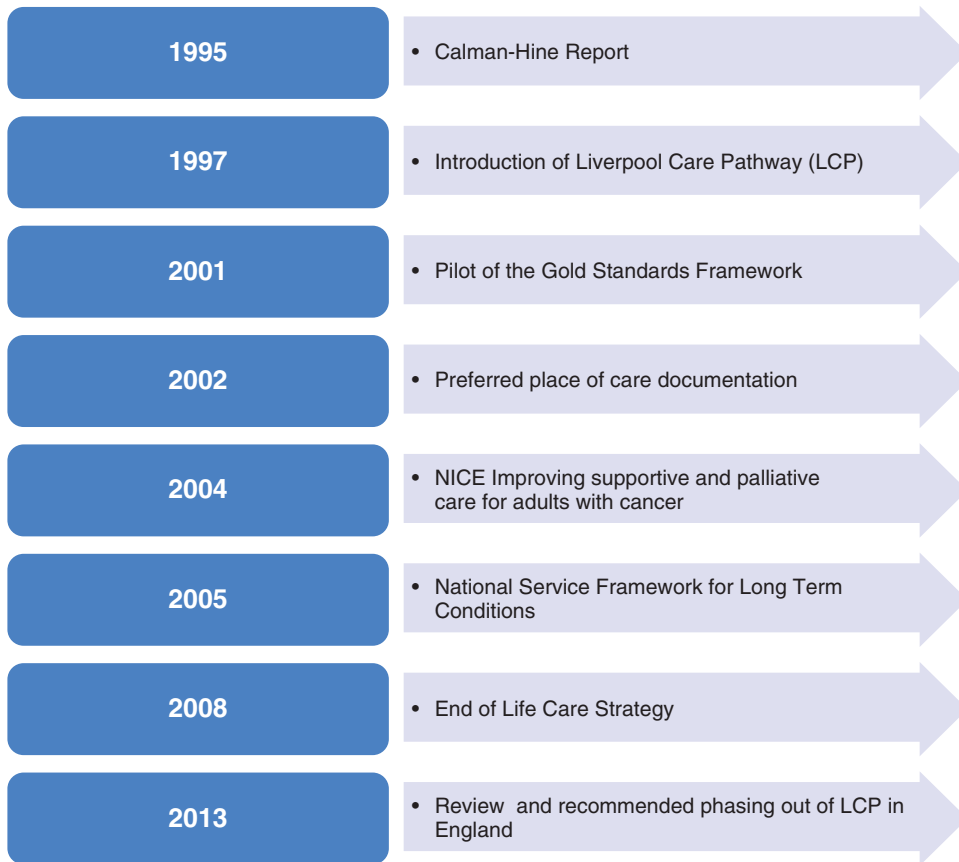 1995
• Calman-Hine Report
1997
• Introduction of Liverpool Care Pathway (LCP)
2001
• Pilot of the Gold Standards Framework
2002
• Preferred place of care documentation
2004
• NICE Improving supportive and palliative
care for adults with cancer
2005
• National Service Framework for Long Term
Conditions
2008
• End of Life Care Strategy
2013
• Review and recommended phasing out of LCP in
England